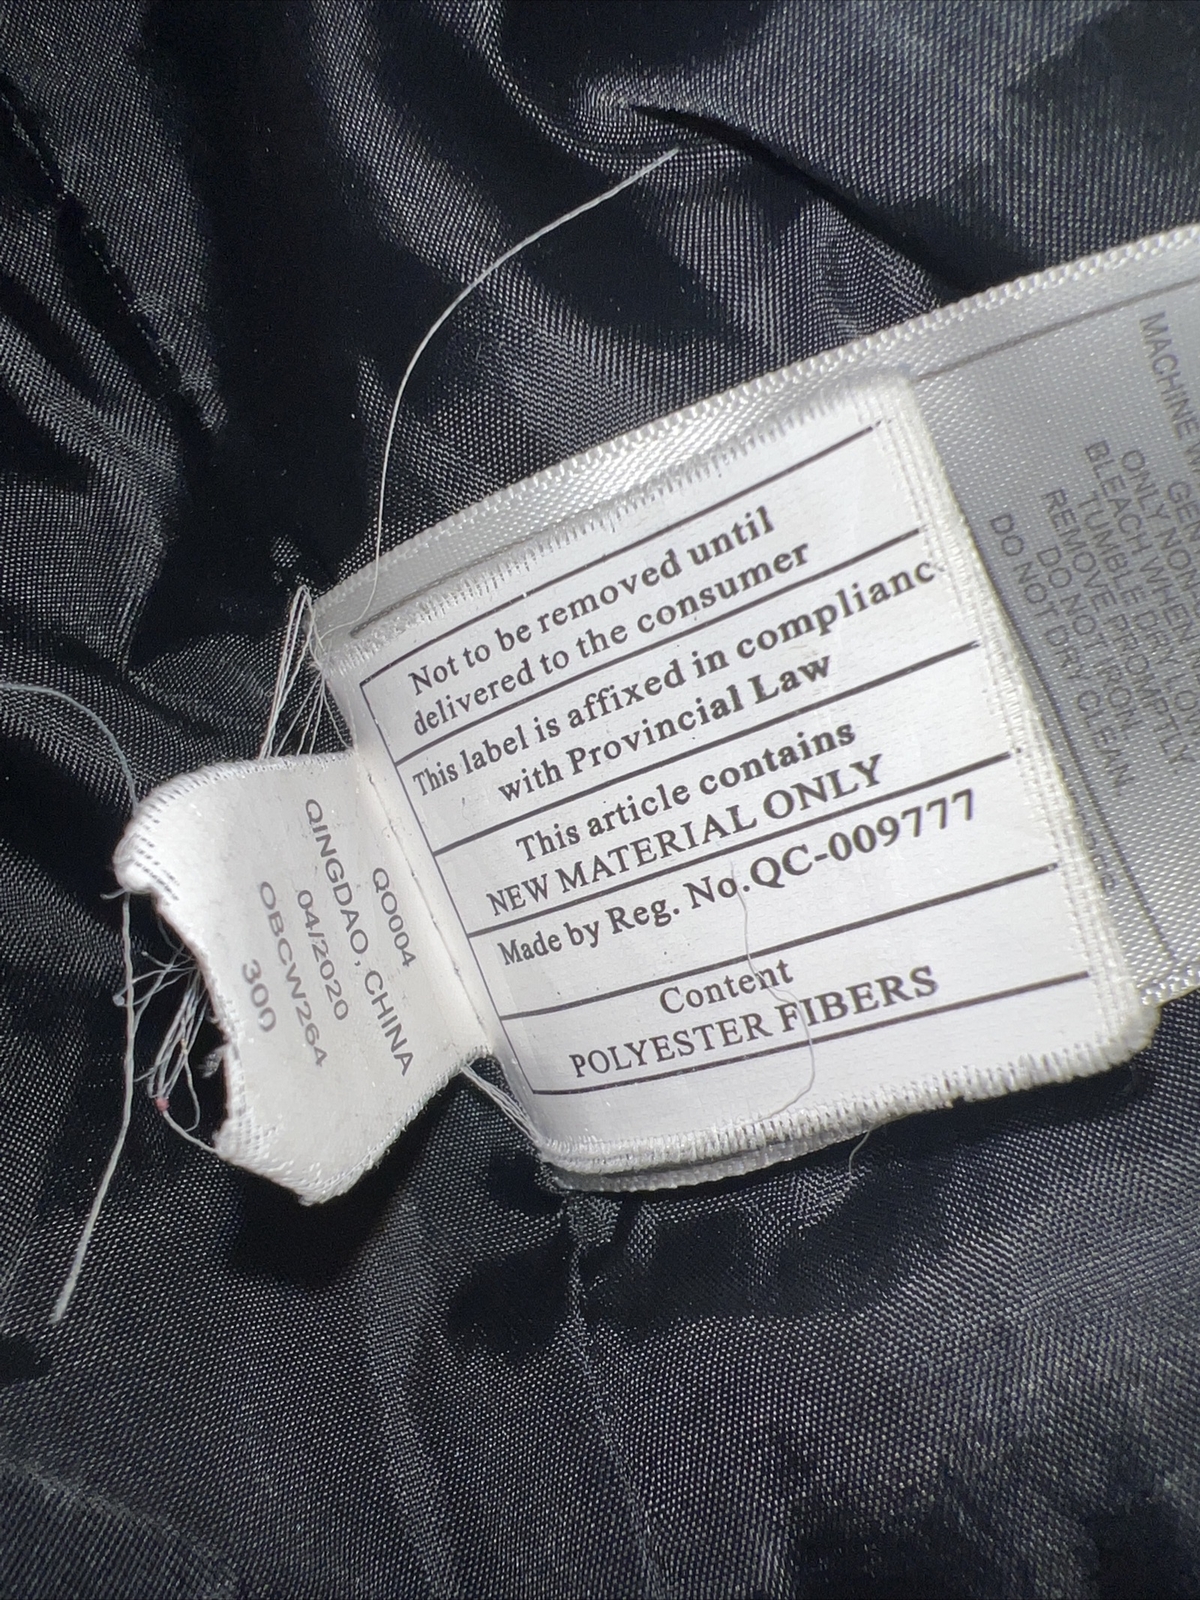 Not to be removed until
delivered to the consumer
This label is affixed in complianc
with Provincial Law
This article contains
NEW MATERIAL ONLY
Made by Reg. No.QC-009777
Content
POLYESTER FIBERS
QO004
QINGDAO, CHINA
04/2020
OBCW264
300
MACHINE
ONLY NON
BLEACH WHEN
TUMBLE DRY
REMOVE PROMPTLY
DO NOT IRON
DO NOT DRY CLEAN